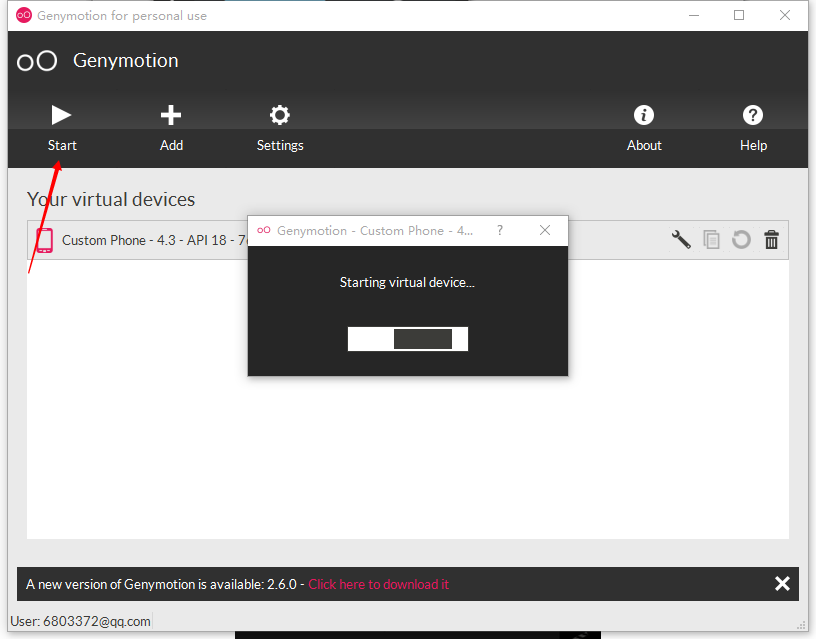 Genymotion for personal use
Genymotion
Start
Add
Settings
About
Help
Your virtual devices
Custom Phone - 4.3 - API 18 - 7
Genymotion - Custom Phone - 4...
?
Starting virtual device...
A new version of Genymotion is available: 2.6.0 - Click here to download it
User: 6803372@qq.com